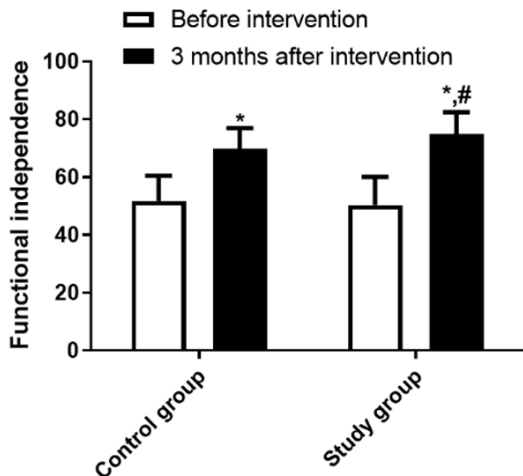 Before intervention
3 months after intervention
Functional independence
100
80
60
40
20
0
*
*,#
Control group
Study group